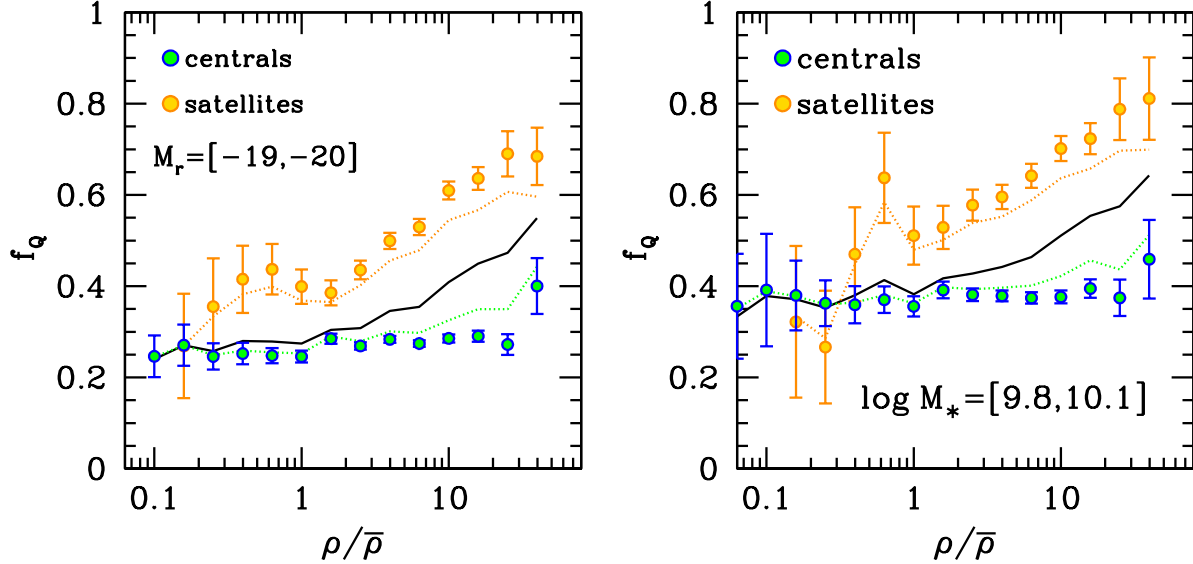 1
0.8
0.6
0.4
0.2
0
f_Q
centrals
satellites
M_r=[−19,−20]
0.1
1
10
ρ/ρ̅
1
0.8
0.6
0.4
0.2
0
f_Q
centrals
satellites
log M_*=[9.8,10.1]
0.1
1
10
ρ/ρ̅